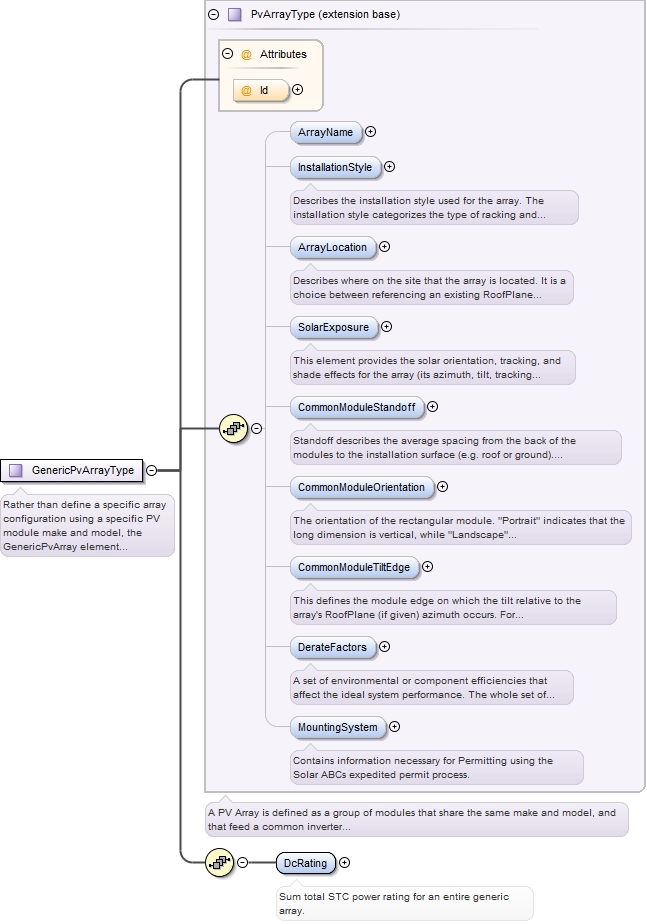 PvArrayType (extension base)
@ Attributes
@ Id
ArrayName
InstallationStyle
Describes the installation style used for the array. The
installation style categorizes the type of racking and...
ArrayLocation
Describes where on the site that the array is located. It is a
choice between referencing an existing RoofPlane...
SolarExposure
This element provides the solar orientation, tracking, and
shade effects for the array (its azimuth, tilt, tracking...
CommonModuleStandoff
Standoff describes the average spacing from the back of the
modules to the installation surface (e.g. roof or ground)....
CommonModuleOrientation
The orientation of the rectangular module. "Portrait" indicates that the
long dimension is vertical, while "Landscape"...
CommonModuleTiltEdge
This defines the module edge on which the tilt relative to the
array's RoofPlane (if given) azimuth occurs. For...
DerateFactors
A set of environmental or component efficiencies that
affect the ideal system performance. The whole set of...
MountingSystem
Contains information necessary for Permitting using the
Solar ABCs expedited permit process.
GenericPvArrayType
Rather than define a specific array
configuration using a specific PV
module make and model, the
GenericPvArray element...
A PV Array is defined as a group of modules that share the same make and model, and
that feed a common inverter...
DcRating
Sum total STC power rating for an entire generic
array.